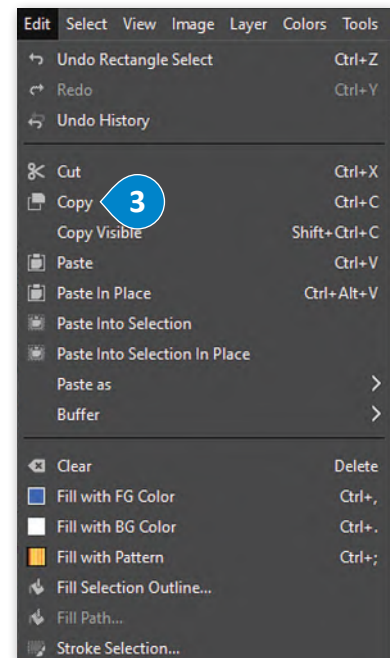 Edit Select View Image Layer Colors Tools
Undo Rectangle Select Ctrl+Z
Redo Ctrl+Y
Undo History
Cut Ctrl+X
Copy 3 Ctrl+C
Copy Visible Shift+Ctrl+C
Paste Ctrl+V
Paste In Place Ctrl+Alt+V
Paste Into Selection
Paste Into Selection In Place
Paste as
Buffer
Clear Delete
Fill with FG Color Ctrl+,
Fill with BG Color Ctrl+.
Fill with Pattern Ctrl+;
Fill Selection Outline...
Fill Path...
Stroke Selection...